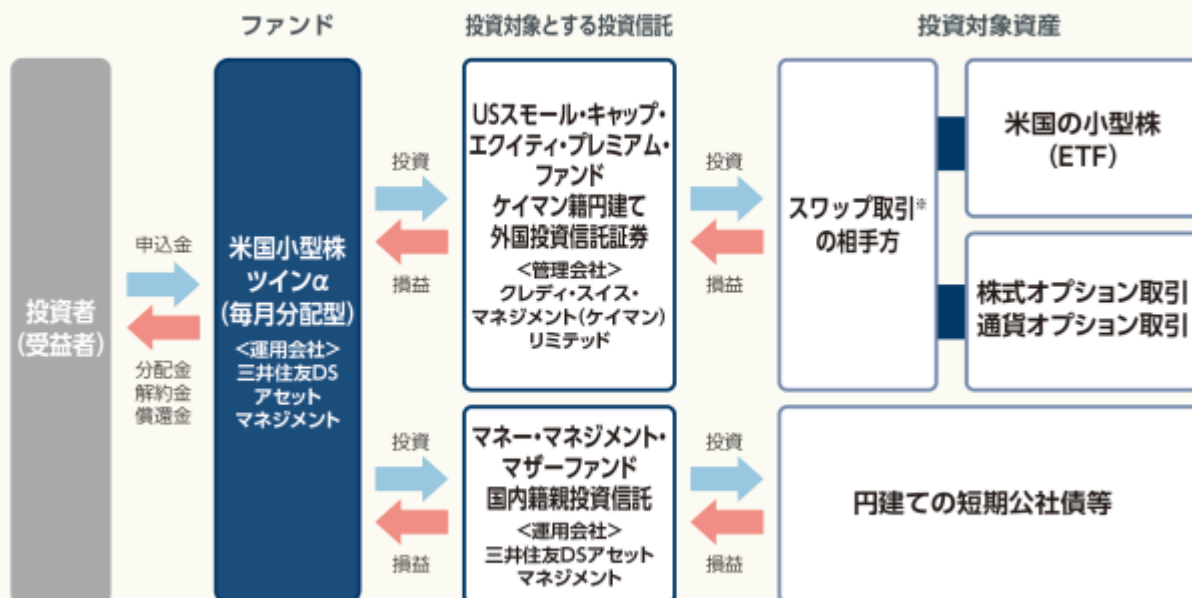 ファンド
投資対象とする投資信託
投資対象資産
投資者
(受益者)
申込金
分配金
解約金
償還金
米国小型株
ツインα
(毎月分配型)
<運用会社>
三井住友DS
アセット
マネジメント
投資
損益
USスモール・キャップ・
エクイティ・プレミアム・
ファンド
ケイマン籍円建て
外国投資信託証券
<管理会社>
クレディ・スイス・
マネジメント(ケイマン)
リミテッド
投資
損益
スワップ取引※
の相手方
米国の小型株
(ETF)
株式オプション取引
通貨オプション取引
投資
損益
マネー・マネジメント・
マザーファンド
国内籍親投資信託
<運用会社>
三井住友DSアセット
マネジメント
投資
損益
円建ての短期公社債等